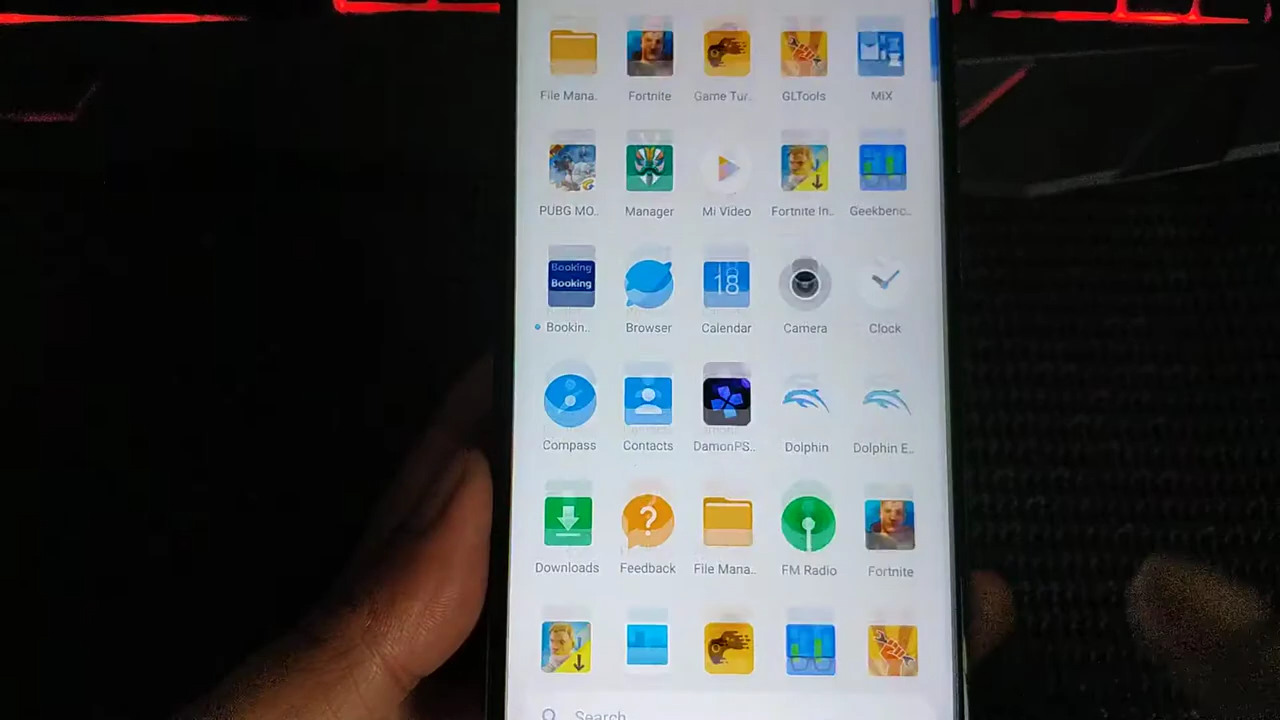 File Mana..
Fortnite
Game Tur..
GLTools
MiX
PUBG MO..
Manager
Mi Video
Fortnite In..
Geekbenc..
Booking
Booking
18
Bookin..
Browser
Calendar
Camera
Clock
Compass
Contacts
DamonPS..
Dolphin
Dolphin E..
Downloads
Feedback
File Mana..
FM Radio
Fortnite
Search